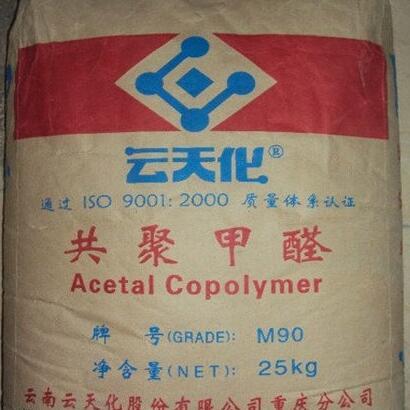 云天化®
通过 ISO 9001: 2000 质量体系认证
共聚甲醛
Acetal Copolymer
牌 号(GRADE): M90
净含量(NET): 25kg
云南云天化股份有限公司重庆分公司